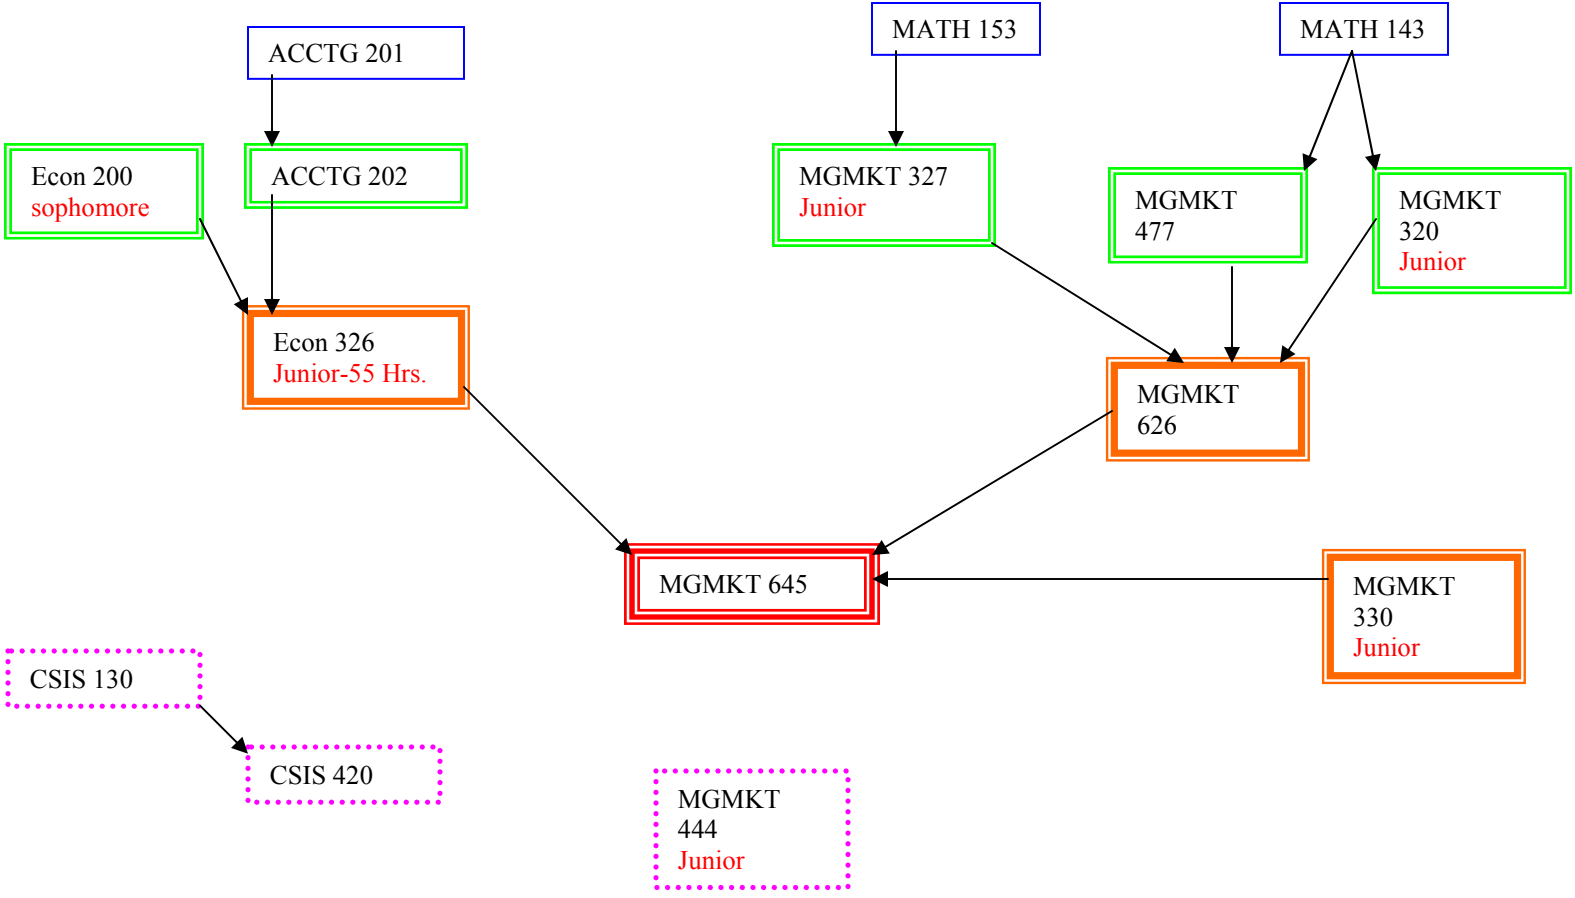 ACCTG 201
MATH 153
MATH 143
Econ 200
sophomore
ACCTG 202
MGMKT 327
Junior
MGMKT
477
MGMKT
320
Junior
Econ 326
Junior-55 Hrs.
MGMKT
626
MGMKT 645
MGMKT
330
Junior
CSIS 130
CSIS 420
MGMKT
444
Junior